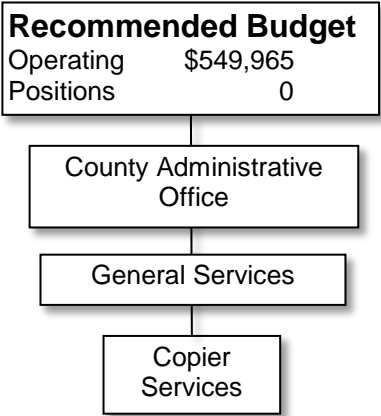 Recommended Budget
Operating $549,965
Positions 0
County Administrative
Office
General Services
Copier
Services